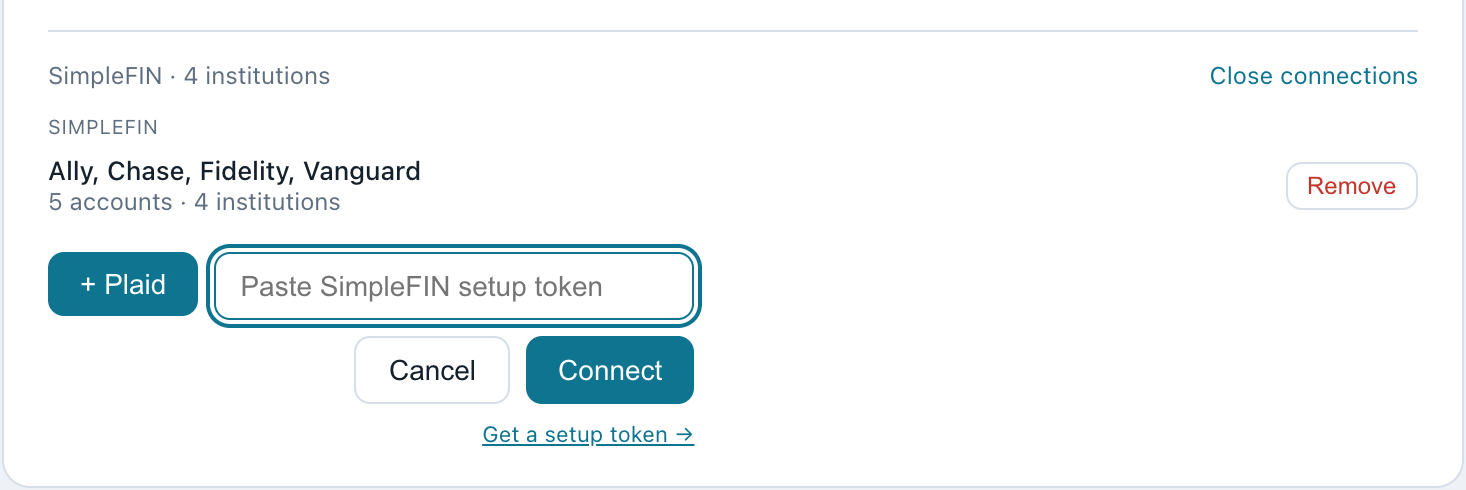 SimpleFIN · 4 institutions
Close connections
SIMPLEFIN
Ally, Chase, Fidelity, Vanguard
5 accounts · 4 institutions
Remove
+ Plaid
Paste SimpleFIN setup token
Cancel
Connect
Get a setup token →